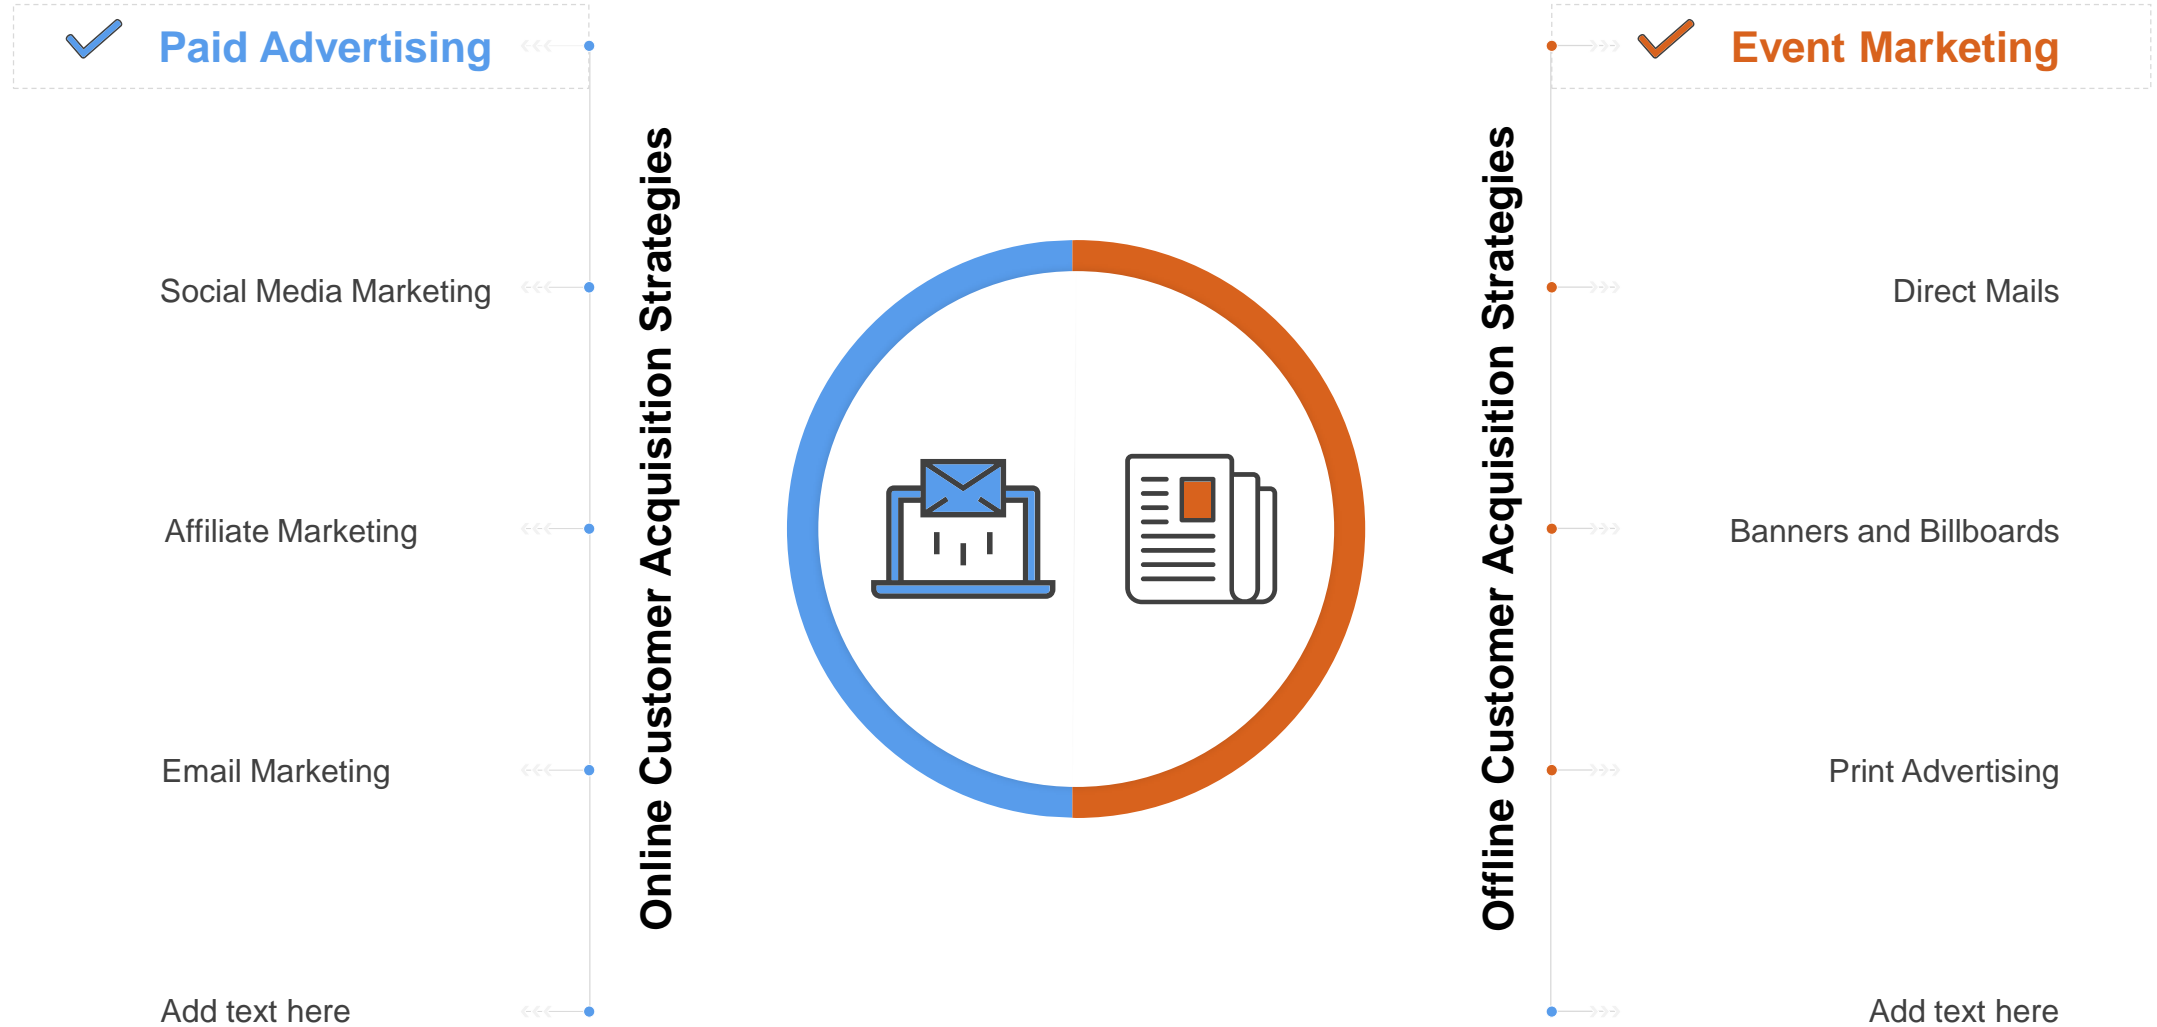 Paid Advertising
Social Media Marketing
Affiliate Marketing
Email Marketing
Add text here
Online Customer Acquisition Strategies
Offline Customer Acquisition Strategies
Event Marketing
Direct Mails
Banners and Billboards
Print Advertising
Add text here